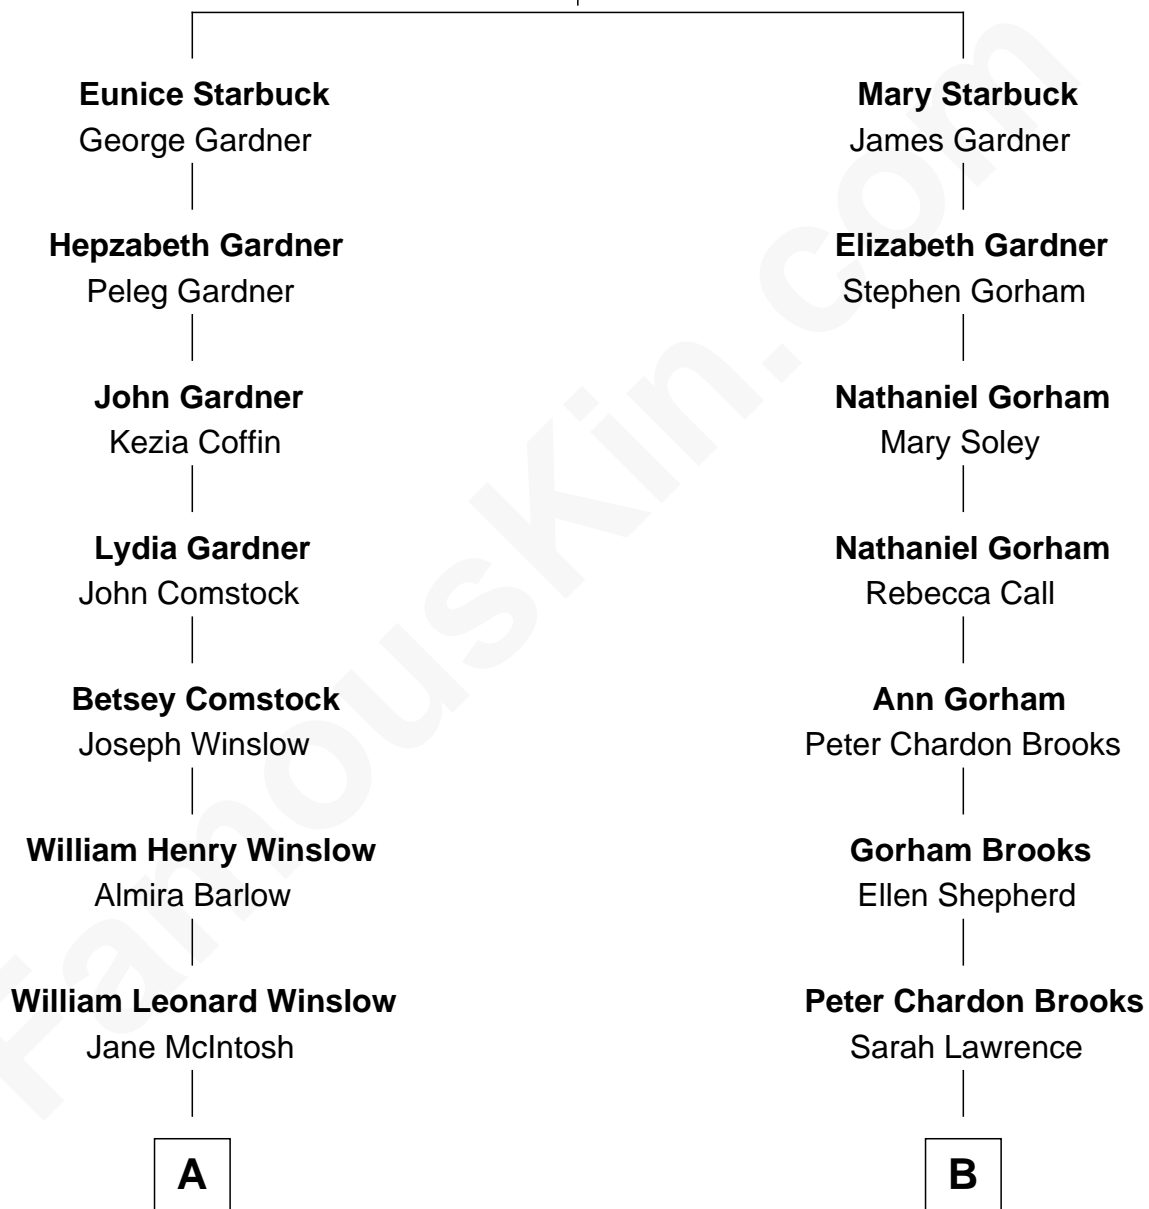 Eunice Starbuck
George Gardner
Hepzabeth Gardner
Peleg Gardner
John Gardner
Kezia Coffin
Lydia Gardner
John Comstock
Betsey Comstock
Joseph Winslow
William Henry Winslow
Almira Barlow
William Leonard Winslow
Jane McIntosh
A
Mary Starbuck
James Gardner
Elizabeth Gardner
Stephen Gorham
Nathaniel Gorham
Mary Soley
Nathaniel Gorham
Rebecca Call
Ann Gorham
Peter Chardon Brooks
Gorham Brooks
Ellen Shepherd
Peter Chardon Brooks
Sarah Lawrence
B
FamousKin.com